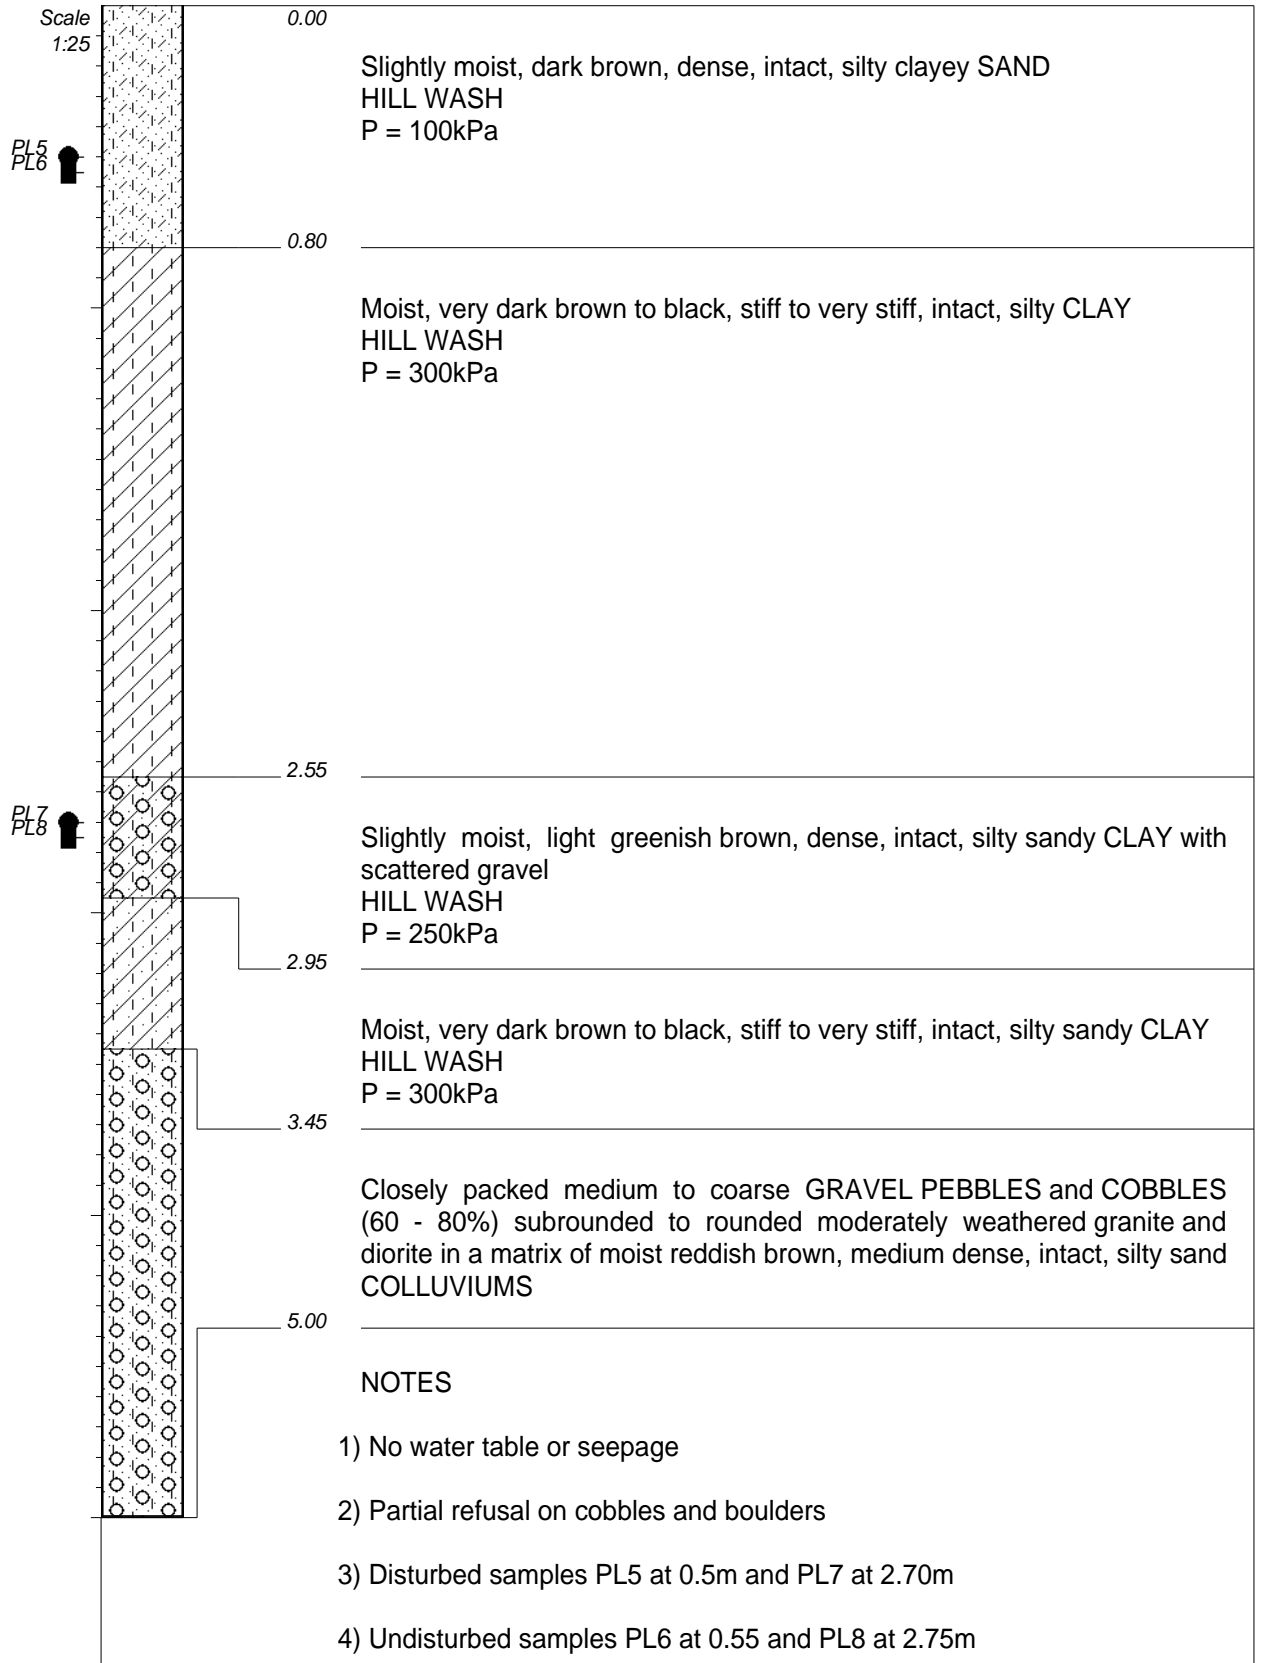 Scale
1:25
0.00
Slightly moist, dark brown, dense, intact, silty clayey SAND
HILL WASH
P = 100kPa
PL5
PL6
0.80
Moist, very dark brown to black, stiff to very stiff, intact, silty CLAY
HILL WASH
P = 300kPa
2.55
PL7
PL8
Slightly moist, light greenish brown, dense, intact, silty sandy CLAY with
scattered gravel
HILL WASH
P = 250kPa
2.95
Moist, very dark brown to black, stiff to very stiff, intact, silty sandy CLAY
HILL WASH
P = 300kPa
3.45
Closely packed medium to coarse GRAVEL PEBBLES and COBBLES
(60 - 80%) subrounded to rounded moderately weathered granite and
diorite in a matrix of moist reddish brown, medium dense, intact, silty sand
COLLUVIUMS
5.00
NOTES
1) No water table or seepage
2) Partial refusal on cobbles and boulders
3) Disturbed samples PL5 at 0.5m and PL7 at 2.70m
4) Undisturbed samples PL6 at 0.55 and PL8 at 2.75m